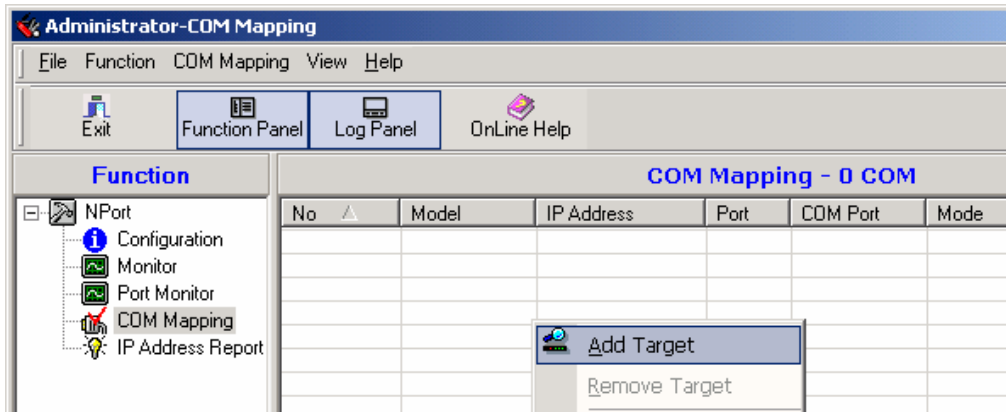 Administrator-COM Mapping
File Function COM Mapping View Help
Exit Function Panel Log Panel OnLine Help
Function
COM Mapping - 0 COM
NPort
Configuration
Monitor
Port Monitor
COM Mapping
IP Address Report
No Model IP Address Port COM Port Mode
Add Target
Remove Target